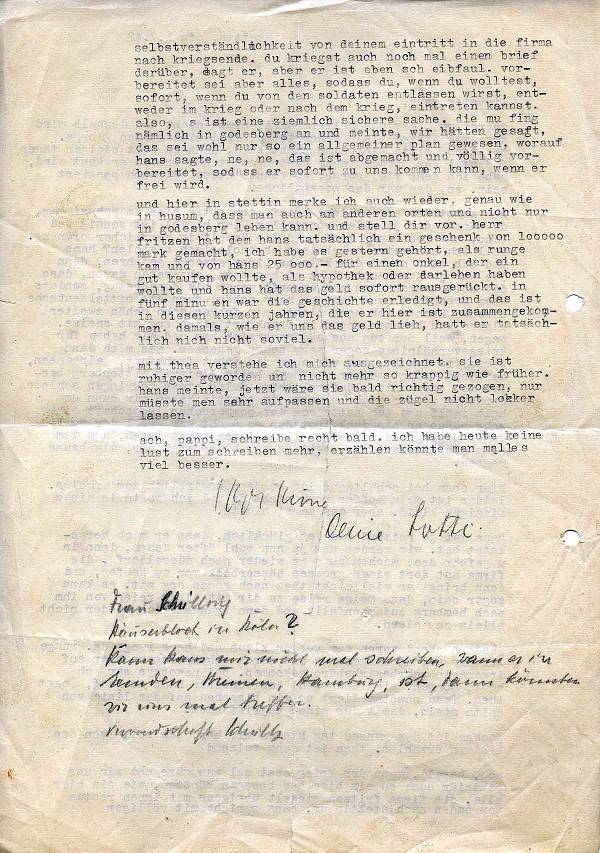 selbstverständlichkeit von deinem eintritt in die firma
nach kriegsende. du kriegst auch noch mal einen brief
dsrüber, dagt er, aber er ist eben sch eibfaul. vor-
bereitet sei aber alles, sodass du, wenn du wolltest,
sofort, wenn du von den soldaten entlassen wirst, ent-
weder im krieg oder nach dem krieg, eintreten kannst.
also, s ist eine ziemlich sichere sache. die mu fing
nämlich in godesberg an und meinte, wir hätten gesaft,
das sei wohl nur so ein allgemeiner plan gewesen, worauf
hans sagte, ne, ne, das ist abgemacht und völlig vor-
bereitet, sodass er sofort zu uns kommen kann, wenn er
frei wird.
und hier in stettin merke ich auch wieder, genau wie
in husum, dass man auch an anderen orten und nicht nur
in godesberg leben kann. und stell dir vor. herr
fritzen hat dem hans tatsächlich ein geschenk von looooo
mark gemacht, ich habe es gestern gehört, als runge
kam und von hans 25 ooo.- für einen onkel, der ein
gut kaufen wollte, als hypothek oder darlehen haben
wollte und hans hat das geld sofort rausgerückt. in
fünf minu en war die geschichte erledigt, und das ist
in diesen kurzen jahren, die er hier ist zusammengekom-
men. damals, wie er uns das geld lieh, hatt er tatsäch-
lich nich nicht soviel.
mit thea verstehe ich mich ausgezeichnet. sie ist
ruhiger geworden un nicht mehr so krappig wie früher.
hans meinte, jetzt wäre sie bald richtig gezogen, nur
müsste men sehr aufpassen und die zügel nicht lokker
lassen.
ach, pappi, schreibe recht bald. ich habe heute keine
lust zum schreiben mehr, erzählen könnte man malles
viel besser.
Deine Lotti.
Frau
Häuserblock in Köln?
Kann Hans mir nicht mal schreiben, wann er in
Emden, Bremen, Hamburg, ist, dann könnten
wir uns mal treffen.